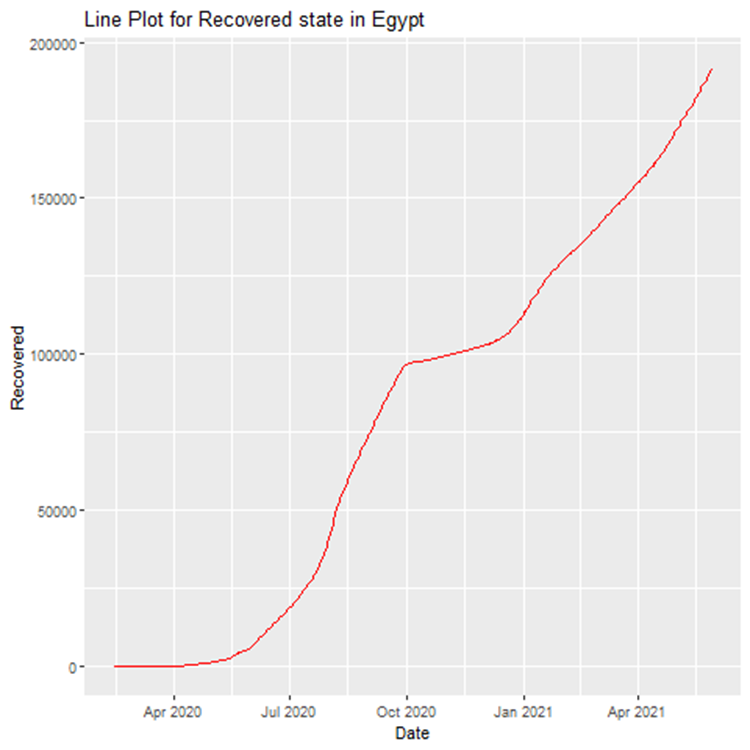 Line Plot for Recovered state in Egypt
200000
150000
100000
50000
0
Recovered
Apr 2020 Jul 2020 Oct 2020 Jan 2021 Apr 2021
Date